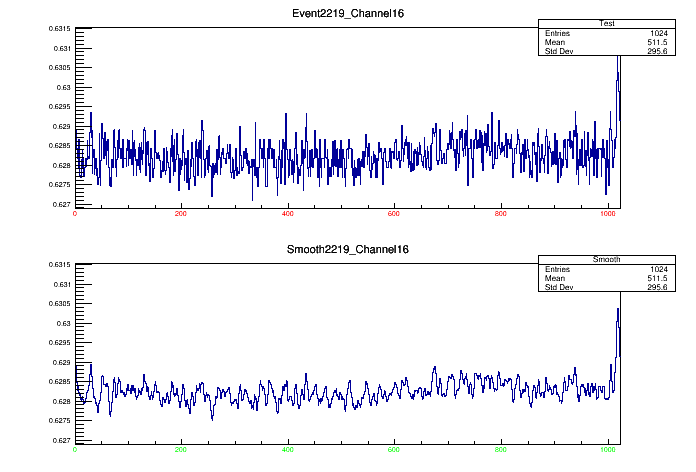 Event2219_Channel16
Test
Entries 1024
Mean 511.5
Std Dev 295.6
0.6315
0.631
0.6305
0.63
0.6295
0.629
0.6285
0.628
0.6275
0.627
0 200 400 600 800 1000
Smooth2219_Channel16
Smooth
Entries 1024
Mean 511.5
Std Dev 295.6
0.6315
0.631
0.6305
0.63
0.6295
0.629
0.6285
0.628
0.6275
0.627
0 200 400 600 800 1000